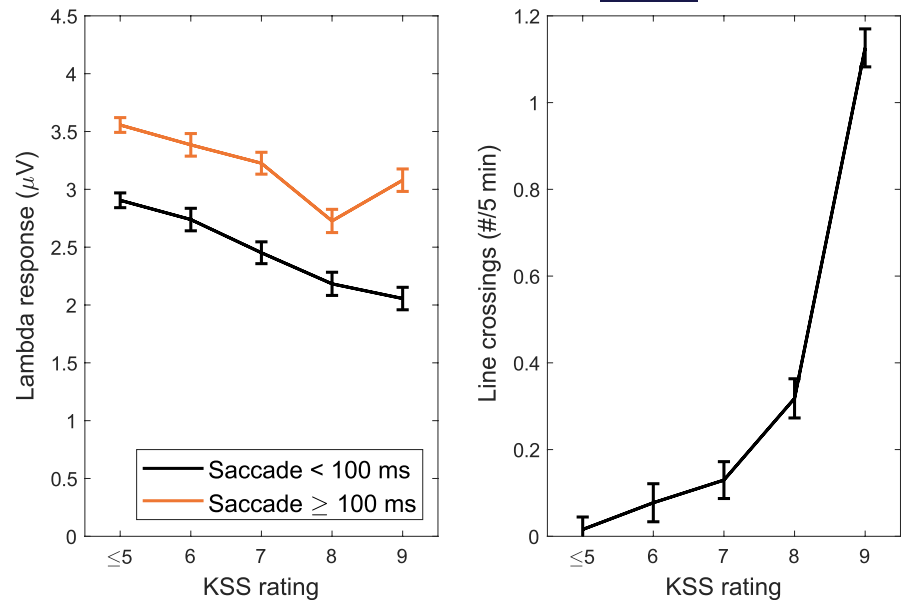 4.5
4
3.5
3
2.5
2
1.5
1
0.5
0
Lambda response (μV)
Saccade < 100 ms
Saccade ≥ 100 ms
≤5 6 7 8 9
KSS rating
1.2
1
0.8
0.6
0.4
0.2
0
Line crossings (#/5 min)
≤5 6 7 8 9
KSS rating